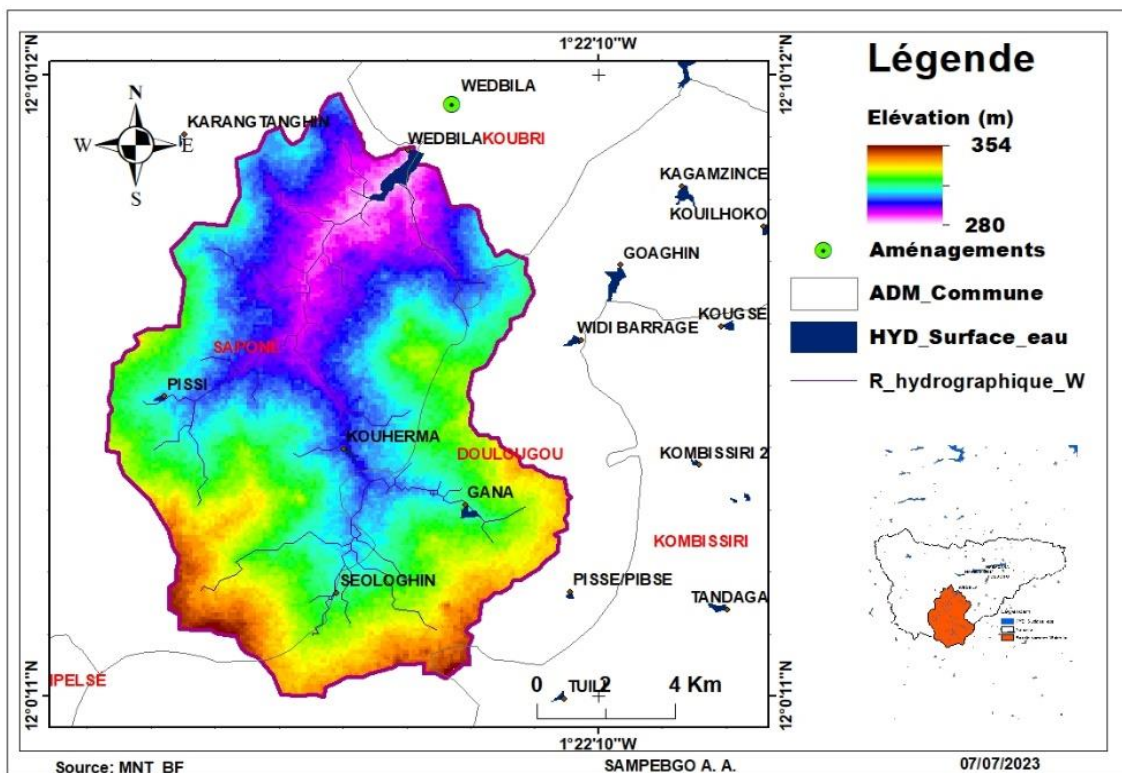 1°22'10"W
12°0'12"N
12°0'12"N
N
W
E
S
WEDBILA
KARANGTANGHIN
WEDBILA
KOUBRI
KAGAMZINCE
KOUILHOKO
GOAGHIN
KOUGSE
WIDI BARRAGE
SAPONE
PISSI
KOUHERMA
DOULOUGOU
KOMBISSIRI 2
GANA
KOMBISSIRI
SEOLOGHIN
PISSE/PIBSE
TANDAGA
IPELSE
TUILI
0 2 4 Km
12°0'11"N
12°0'11"N
1°22'10"W
Légende
Elévation (m)
354
280
Aménagements
ADM_Commune
HYD_Surface_eau
R_hydrographique_W
Source: MNT_BF
SAMPEBGO A. A.
07/07/2023